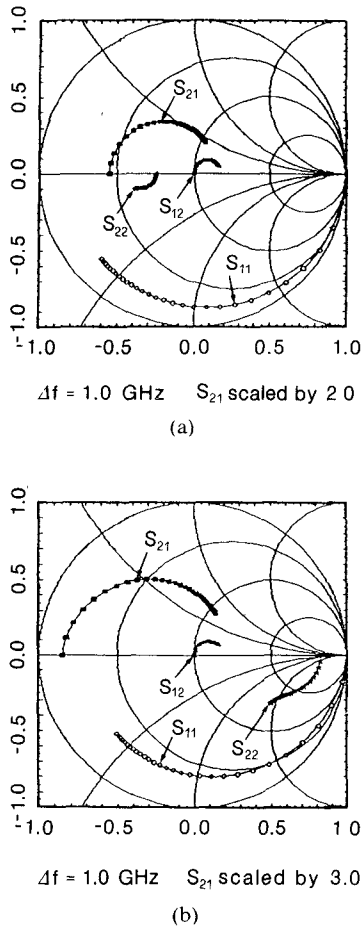 1.0
S21
0.5
0.0
S12
S22
-0.5
S11
-1.0
-1.0 -0.5 0.0 0.5 1.0
Δf = 1.0 GHz S21 scaled by 2 0
(a)
1.0
S21
0.5
0.0
S12
S11
S22
-0.5
-1.0
-1.0 -0.5 0.0 0.5 1.0
Δf = 1.0 GHz S21 scaled by 3.0
(b)